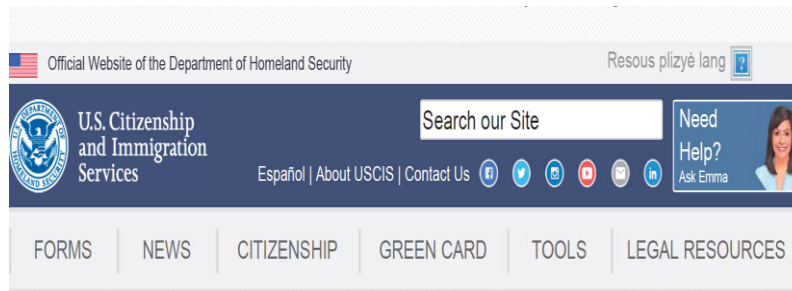 Official Website of the Department of Homeland Security
Resous plizyè lang ?
U.S. Citizenship
and Immigration
Services
Search our Site
Español | About USCIS | Contact Us
Need
Help?
Ask Emma
FORMS NEWS CITIZENSHIP GREEN CARD TOOLS LEGAL RESOURCES